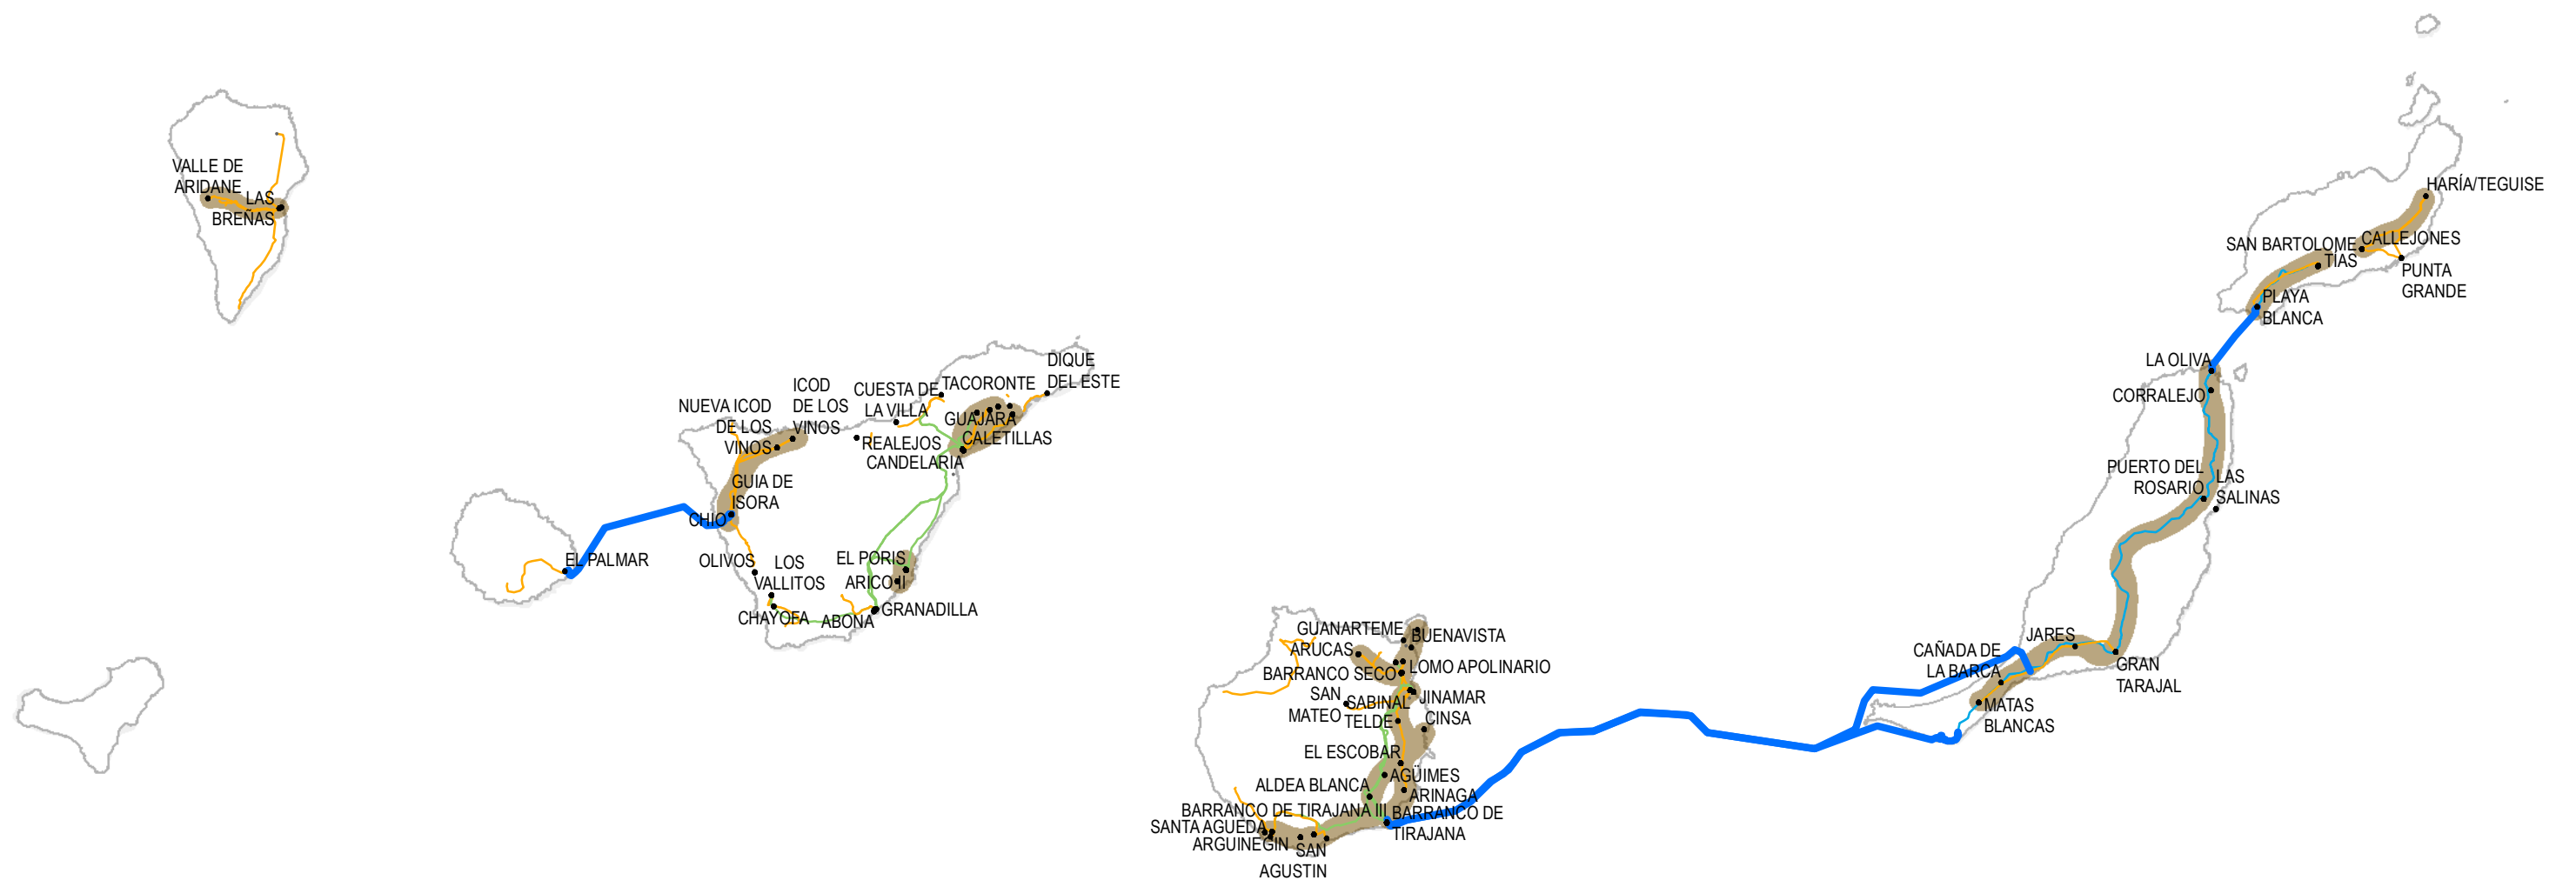 VALLE DE
ARIDANE
LAS
BREÑAS
EL PALMAR
NUEVA ICOD
DE LOS
VINOS
ICOD
DE LOS
VINOS
CUESTA DE
LA VILLA
TACORONTE
DIQUE
DEL ESTE
GUAJARA
CALETILLAS
REALEJOS
CANDELARIA
GUIA DE
ISORA
CHIO
OLIVOS
LOS
VALLITOS
CHAYOFA
ABONA
EL PORIS
ARICO II
GRANADILLA
GUANARTEME
BUENAVISTA
ARUCAS
LOMO APOLINARIO
BARRANCO SECO
SAN
MATEO
SABINAL
JINAMAR
TELDE
CINSA
EL ESCOBAR
AGÜIMES
ALDEA BLANCA
ARINAGA
BARRANCO DE TIRAJANA III
BARRANCO DE
TIRAJANA
SANTA AGUEDA
ARGUINEGIN
SAN
AGUSTIN
HARÍA/TEGUISE
SAN BARTOLOME
CALLEJONES
TÍAS
PUNTA
GRANDE
PLAYA
BLANCA
LA OLIVA
CORRALEJO
PUERTO DEL
ROSARIO
LAS
SALINAS
JARES
CAÑADA DE
LA BARCA
GRAN
TARAJAL
MATAS
BLANCAS